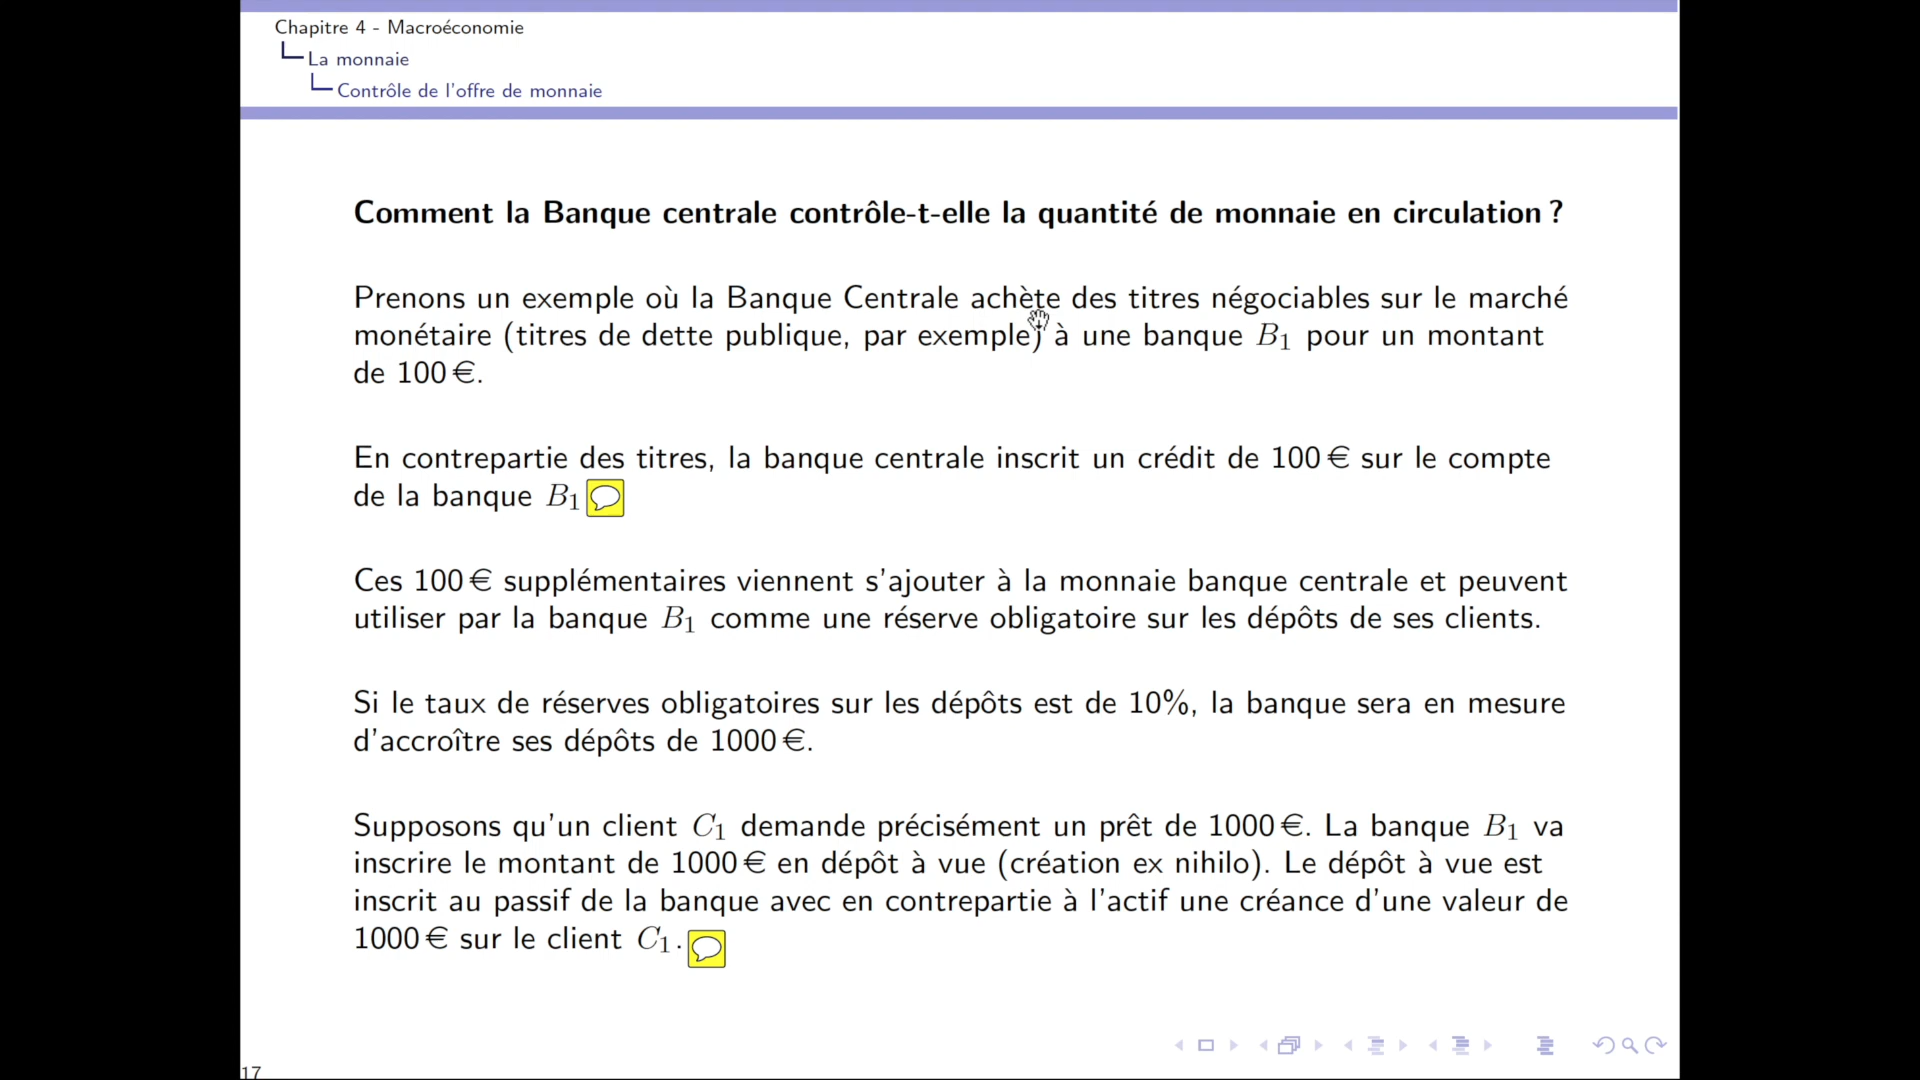 Chapitre 4 - Macroéconomie
La monnaie
Contrôle de l'offre de monnaie
Comment la Banque centrale contrôle-t-elle la quantité de monnaie en circulation ?
Prenons un exemple où la Banque Centrale achète des titres négociables sur le marché
monétaire (titres de dette publique, par exemple) à une banque B₁ pour un montant
de 100 €.
En contrepartie des titres, la banque centrale inscrit un crédit de 100 € sur le compte
de la banque B₁
Ces 100 € supplémentaires viennent s'ajouter à la monnaie banque centrale et peuvent
utiliser par la banque B₁ comme une réserve obligatoire sur les dépôts de ses clients.
Si le taux de réserves obligatoires sur les dépôts est de 10%, la banque sera en mesure
d'accroître ses dépôts de 1000 €.
Supposons qu'un client C₁ demande précisément un prêt de 1000 €. La banque B₁ va
inscrire le montant de 1000 € en dépôt à vue (création ex nihilo). Le dépôt à vue est
inscrit au passif de la banque avec en contrepartie à l'actif une créance d'une valeur de
1000 € sur le client C₁.
17